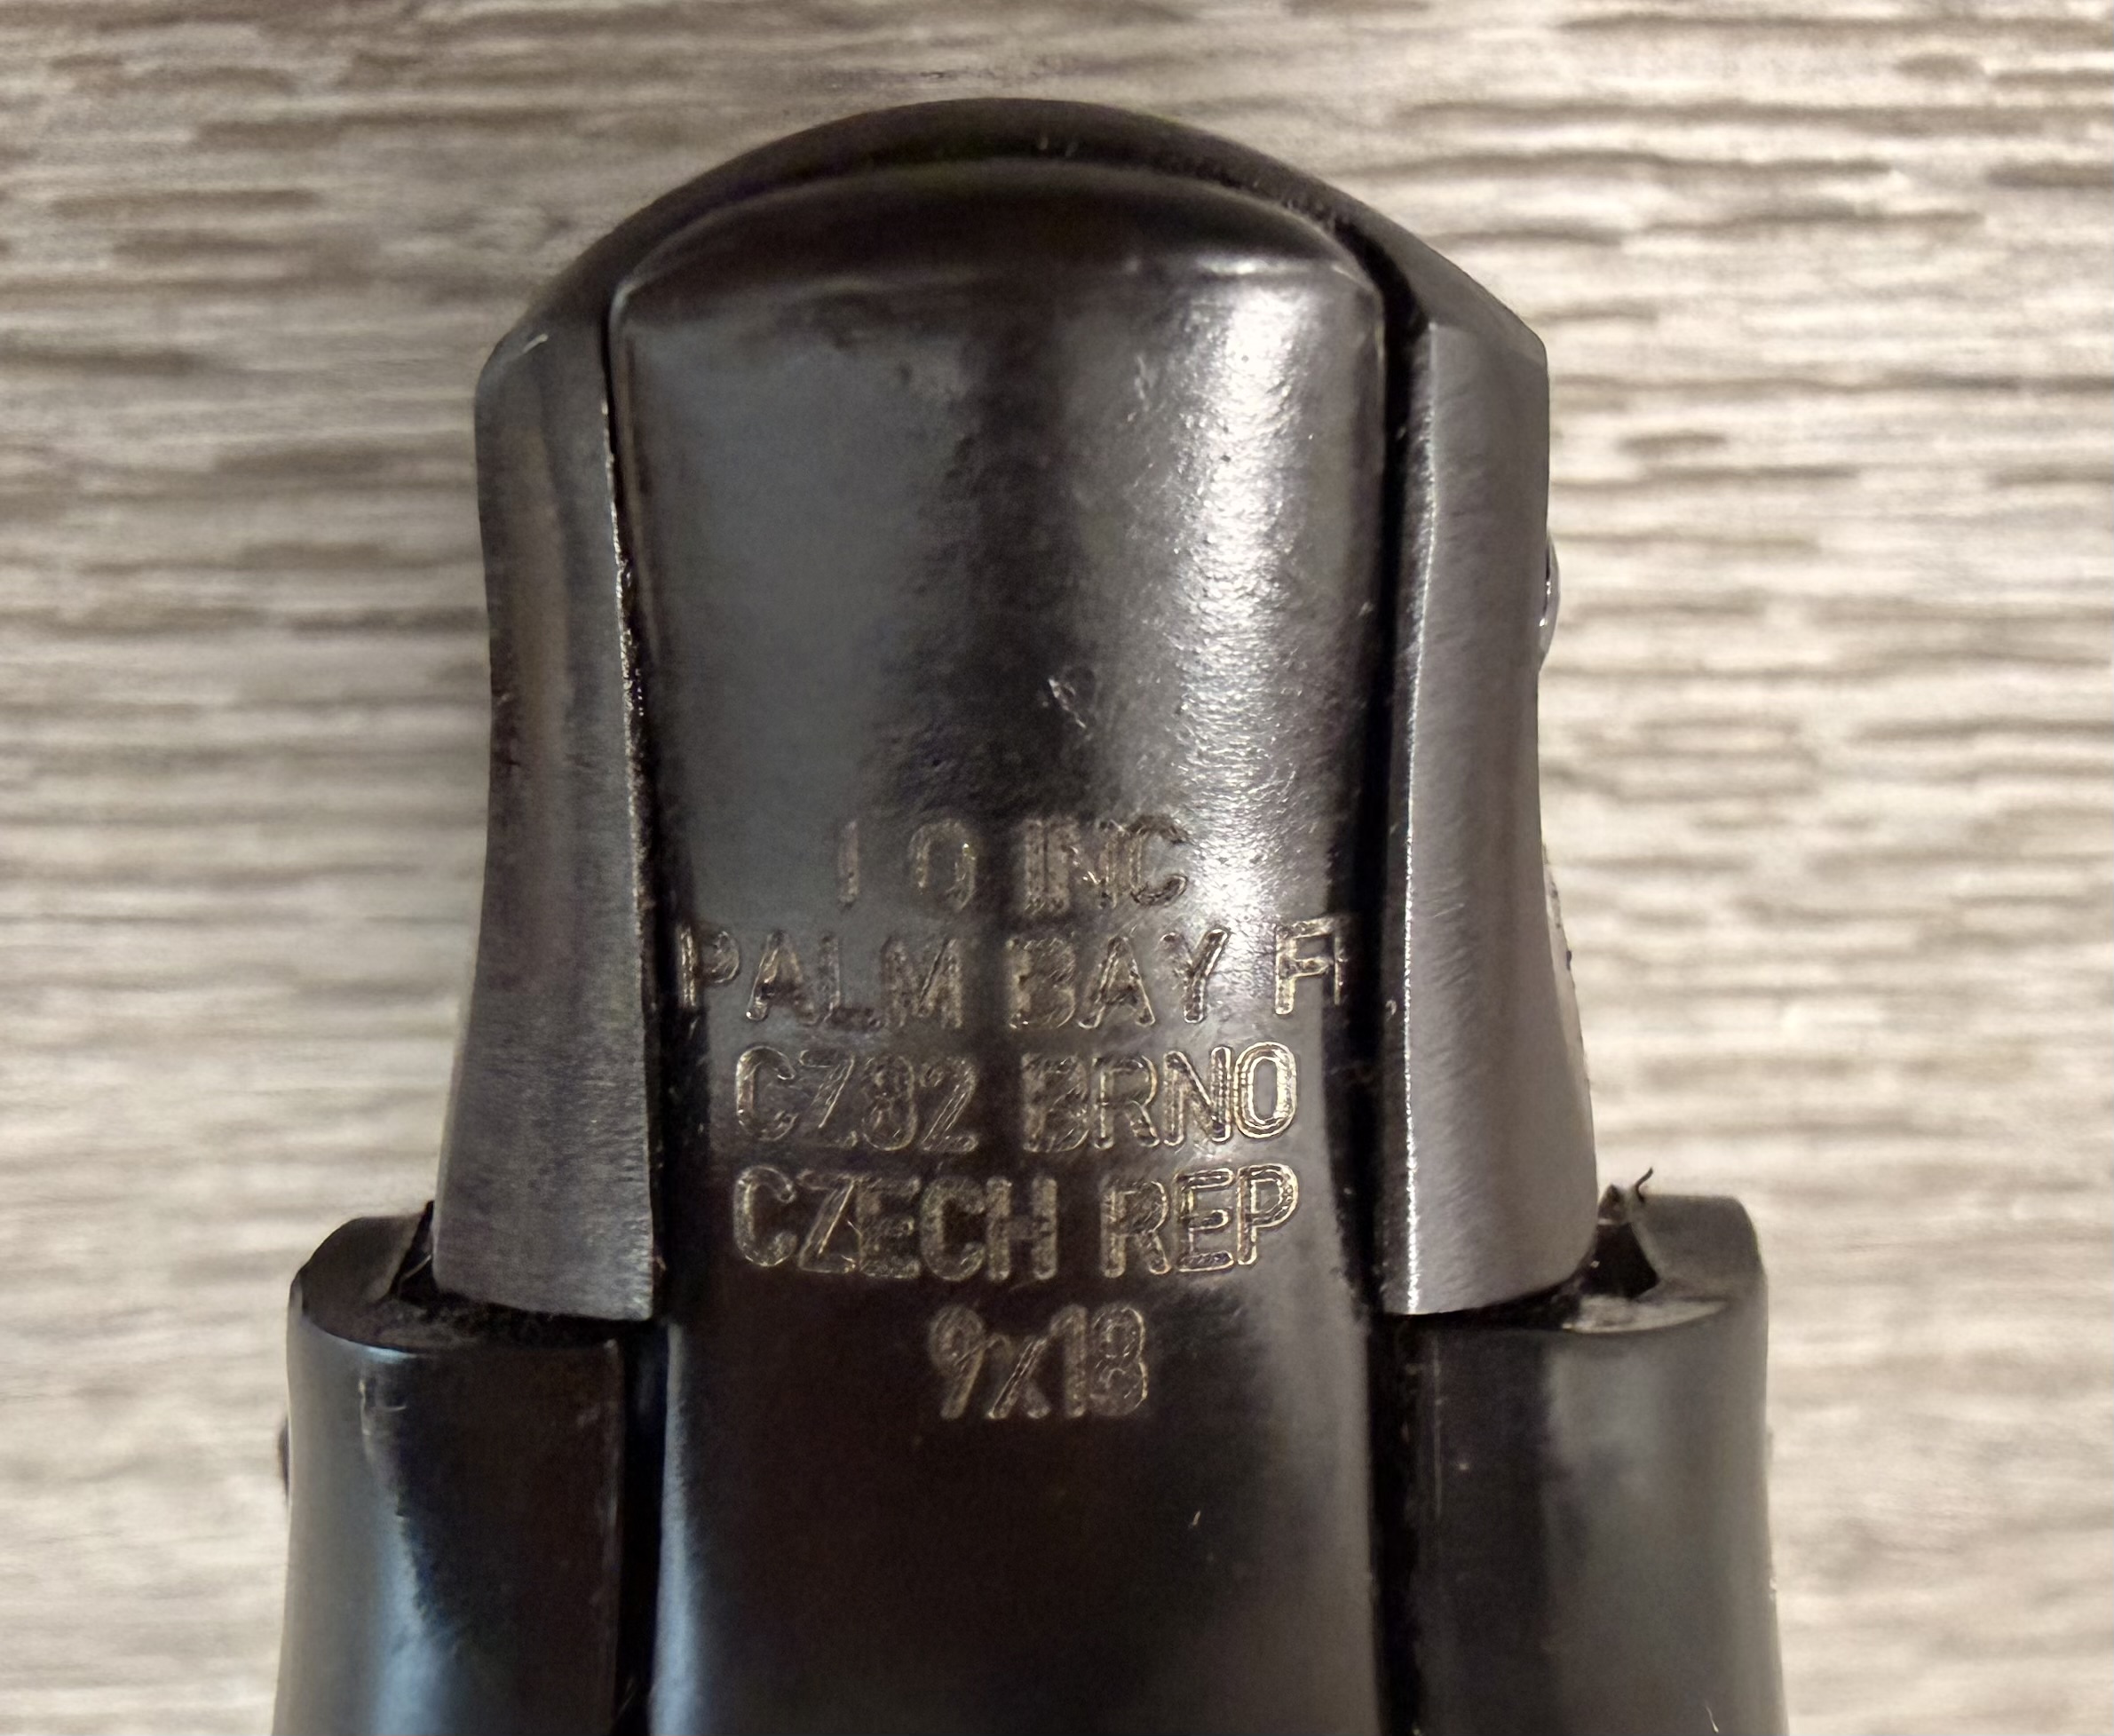 I O INC
PALM BAY Fl
CZ82 BRNO
CZECH REP
9x18